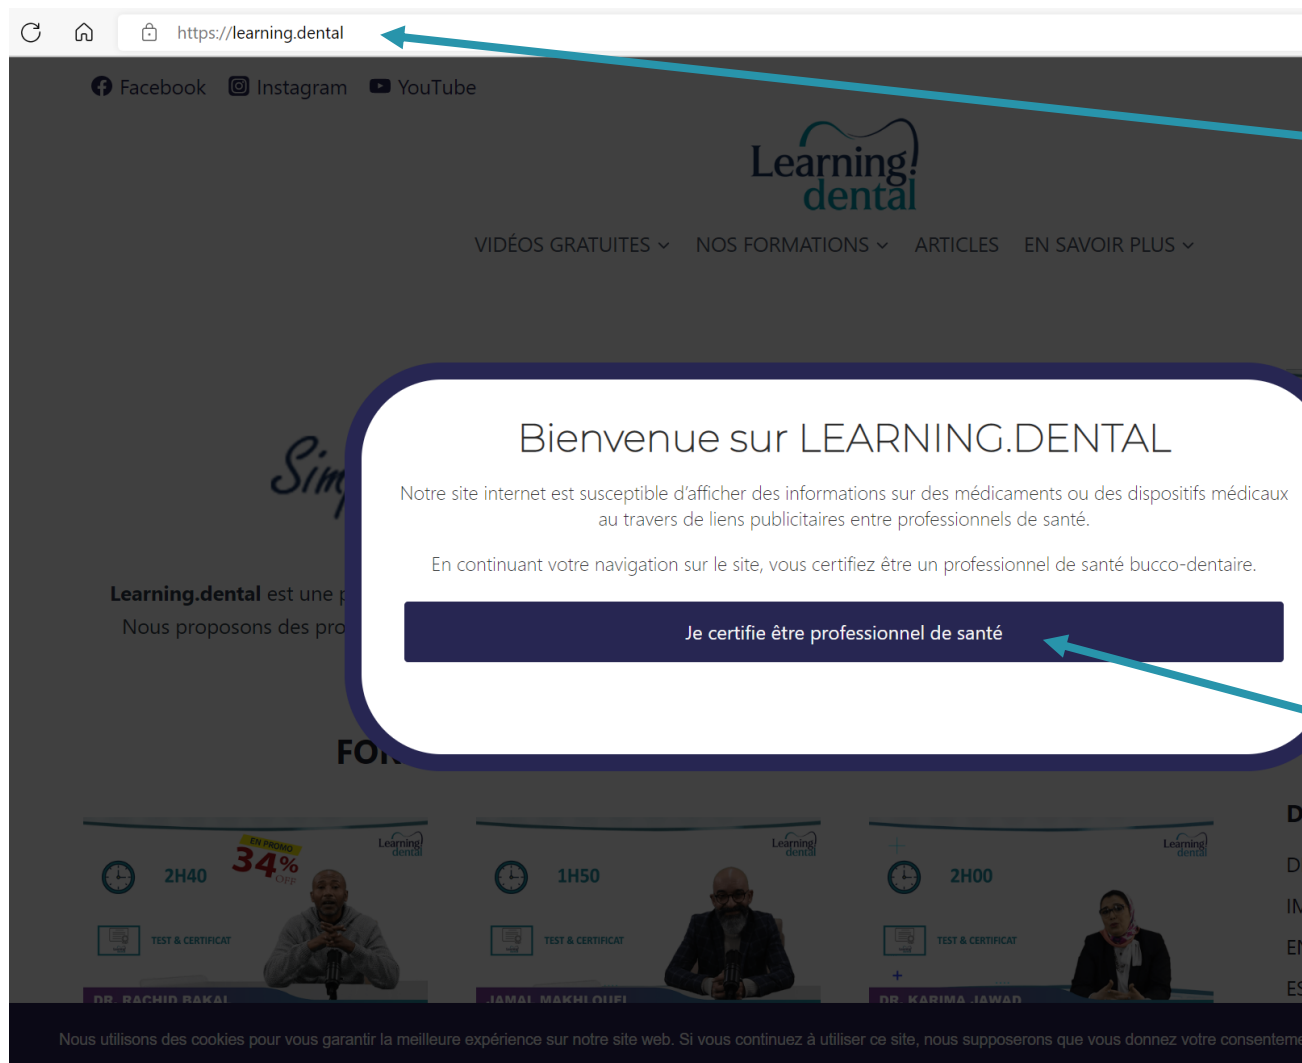 https://learning.dental
Facebook Instagram YouTube
Learning
dental
VIDÉOS GRATUITES NOS FORMATIONS ARTICLES EN SAVOIR PLUS
Bienvenue sur LEARNING.DENTAL
Notre site internet est susceptible d'afficher des informations sur des médicaments ou des dispositifs médicaux
au travers de liens publicitaires entre professionnels de santé.
En continuant votre navigation sur le site, vous certifiez être un professionnel de santé bucco-dentaire.
Learning.dental est une
Nous proposons des
Je certifie être professionnel de santé
EN PROMO
34%
OFF
Learning
dental
2H40
TEST & CERTIFICAT
DR. RACHID BAKAL
Learning
dental
1H50
TEST & CERTIFICAT
JAMAL MAKHLOUFI
Learning
dental
2H00
TEST & CERTIFICAT
DR. KARIMA JAWAD
Nous utilisons des cookies pour vous garantir la meilleure expérience sur notre site web. Si vous continuez à utiliser ce site, nous supposerons que vous donnez votre